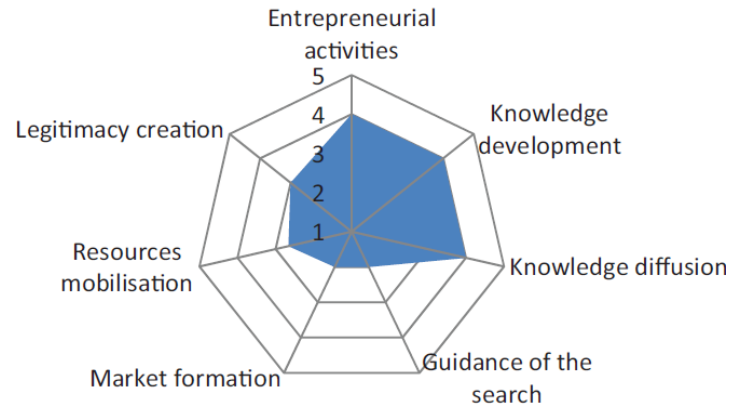 Entrepreneurial
activities
5
4
3
2
1
Knowledge
development
Knowledge diffusion
Guidance of the
search
Market formation
Resources
mobilisation
Legitimacy creation